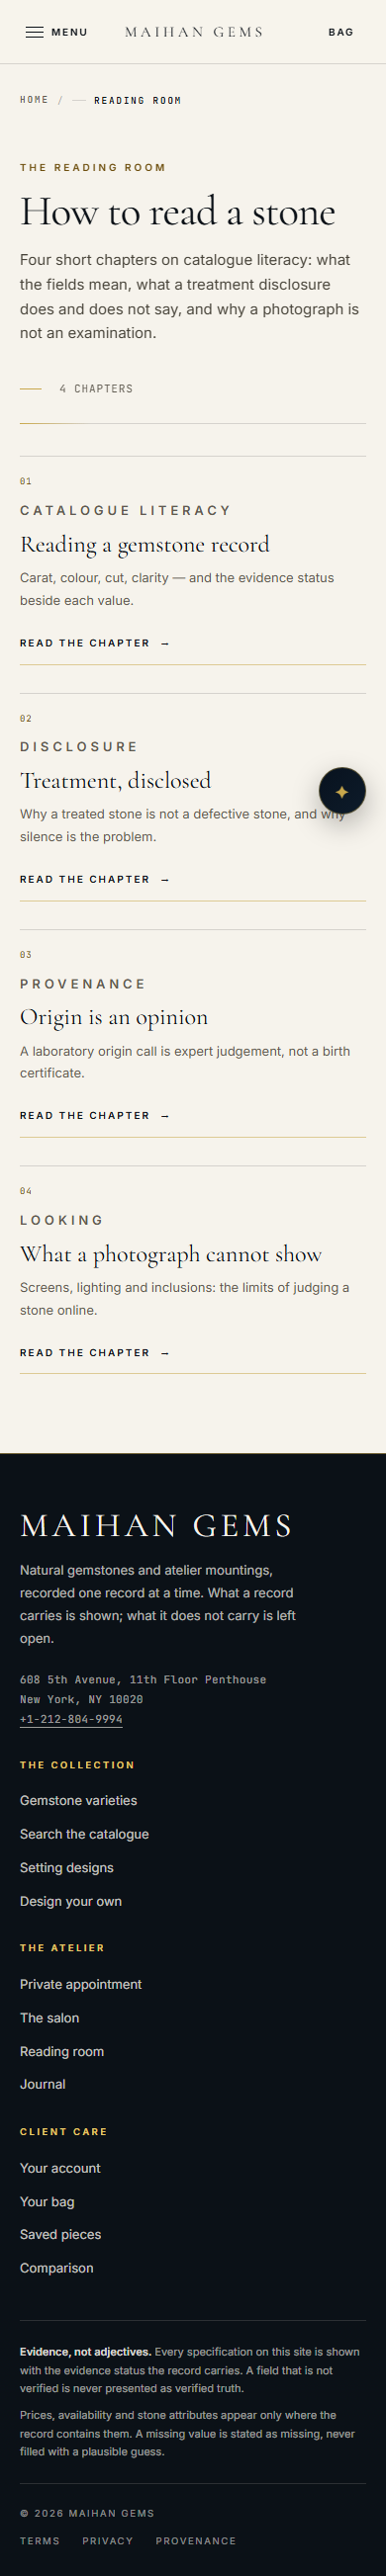 MENU
MAIHAN GEMS
BAG
HOME / READING ROOM
THE READING ROOM
How to read a stone
Four short chapters on catalogue literacy: what
the fields mean, what a treatment disclosure
does and does not say, and why a photograph is
not an examination.
4 CHAPTERS
01
CATALOGUE LITERACY
Reading a gemstone record
Carat, colour, cut, clarity — and the evidence status
beside each value.
READ THE CHAPTER →
02
DISCLOSURE
Treatment, disclosed
Why a treated stone is not a defective stone, and why
silence is the problem.
READ THE CHAPTER →
03
PROVENANCE
Origin is an opinion
A laboratory origin call is expert judgement, not a birth
certificate.
READ THE CHAPTER →
04
LOOKING
What a photograph cannot show
Screens, lighting and inclusions: the limits of judging a
stone online.
READ THE CHAPTER →
MAIHAN GEMS
Natural gemstones and atelier mountings,
recorded one record at a time. What a record
carries is shown; what it does not carry is left
open.
608 5th Avenue, 11th Floor Penthouse
New York, NY 10020
+1-212-804-9994
THE COLLECTION
Gemstone varieties
Search the catalogue
Setting designs
Design your own
THE ATELIER
Private appointment
The salon
Reading room
Journal
CLIENT CARE
Your account
Your bag
Saved pieces
Comparison
Evidence, not adjectives. Every specification on this site is shown
with the evidence status the record carries. A field that is not
verified is never presented as verified truth.
Prices, availability and stone attributes appear only where the
record contains them. A missing value is stated as missing, never
filled with a plausible guess.
© 2026 MAIHAN GEMS
TERMS PRIVACY PROVENANCE